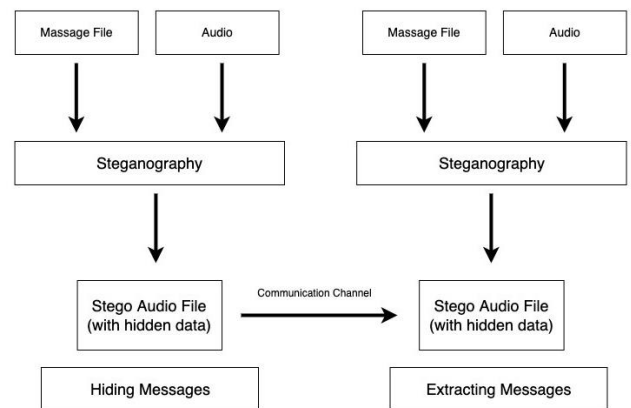 Massage File
Audio
Massage File
Audio
Steganography
Steganography
Stego Audio File
(with hidden data)
Communication Channel
Stego Audio File
(with hidden data)
Hiding Messages
Extracting Messages